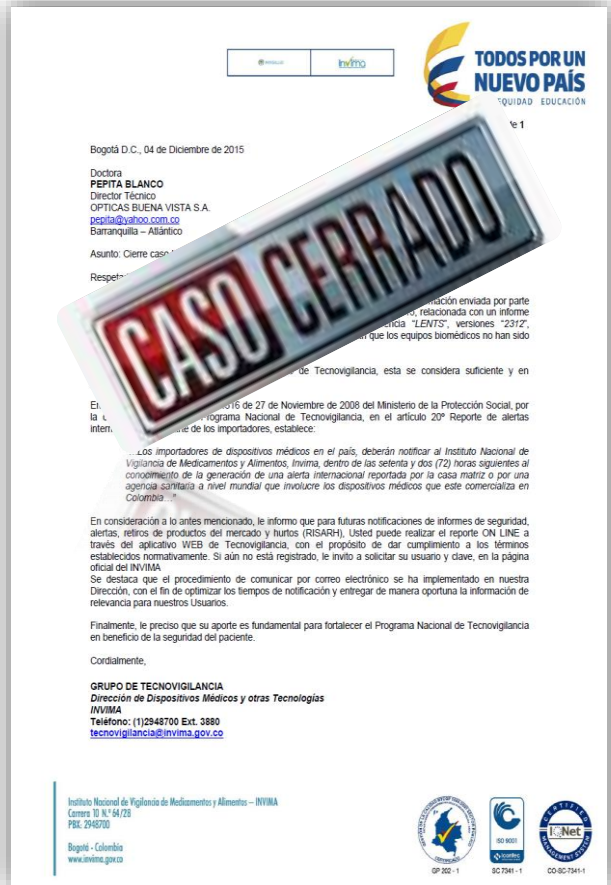 MINSALUD
invima
TODOS POR UN
NUEVO PAÍS
EQUIDAD EDUCACIÓN
de 1
Bogotá D.C., 04 de Diciembre de 2015
Doctora
PEPITA BLANCO
Director Técnico
OPTICAS BUENA VISTA S.A.
pepita@yahoo.com.co
Barranquilla – Atlántico
Asunto: Cierre caso
CASO CERRADO
enviada por parte
relacionada con un informe
"LENTS", versiones "2312",
que los equipos biomédicos no han sido
de Tecnovigilancia, esta se considera suficiente y en
de 27 de Noviembre de 2008 del Ministerio de la Protección Social, por
Programa Nacional de Tecnovigilancia, en el artículo 20º Reporte de alertas
de los importadores, establece:
"...Los importadores de dispositivos médicos en el país, deberán notificar al Instituto Nacional de
Vigilancia de Medicamentos y Alimentos, Invima, dentro de las setenta y dos (72) horas siguientes al
conocimiento de la generación de una alerta internacional reportada por la casa matriz o por una
agencia sanitaria a nivel mundial que involucre los dispositivos médicos que este comercializa en
Colombia..."
En consideración a lo antes mencionado, le informo que para futuras notificaciones de informes de seguridad,
alertas, retiros de productos del mercado y hurtos (RISARH), Usted puede realizar el reporte ON LINE a
través del aplicativo WEB de Tecnovigilancia, con el propósito de dar cumplimiento a los términos
establecidos normativamente. Si aún no está registrado, le invito a solicitar su usuario y clave, en la página
oficial del INVIMA
Se destaca que el procedimiento de comunicar por correo electrónico se ha implementado en nuestra
Dirección, con el fin de optimizar los tiempos de notificación y entregar de manera oportuna la información de
relevancia para nuestros Usuarios.
Finalmente, le preciso que su aporte es fundamental para fortalecer el Programa Nacional de Tecnovigilancia
en beneficio de la seguridad del paciente.
Cordialmente,
GRUPO DE TECNOVIGILANCIA
Dirección de Dispositivos Médicos y otras Tecnologías
INVIMA
Teléfono: (1)2948700 Ext. 3880
tecnovigilancia@invima.gov.co
Instituto Nacional de Vigilancia de Medicamentos y Alimentos – INVIMA
Carrera 10 N.º 64/28
PBX: 2948700
Bogotá - Colombia
www.invima.gov.co
CERTIFICADO
GP 202 - 1
ISO 9001
icontec
SC 7341 - 1
CERTIFIED
IQNet
MANAGEMENT SYSTEM
CO-SC-7341-1